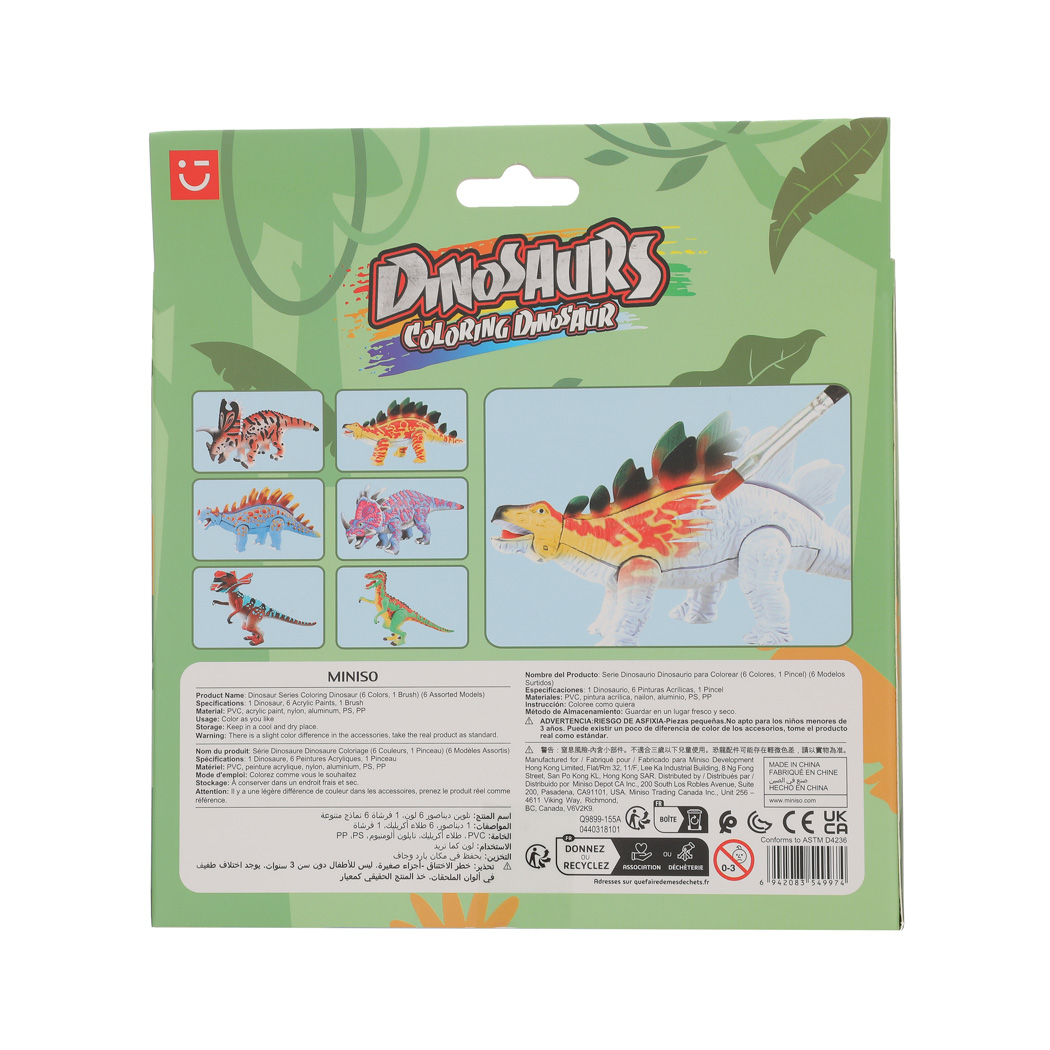 DINOSAURS
COLORING DINOSAUR
MINISO
Product Name: Dinosaur Series Coloring Dinosaur (6 Colors, 1 Brush) (6 Assorted Models)
Specifications: 1 Dinosaur, 6 Acrylic Paints, 1 Brush
Material: PVC, acrylic paint, nylon, aluminum, PS, PP
Usage: Color as you like
Storage: Keep in a cool and dry place.
Warning: There is a slight color difference in the accessories, take the real product as standard.
Nom du produit: Série Dinosaure Dinosaure Coloriage (6 Couleurs, 1 Pinceau) (6 Modèles Assortis)
Spécifications: 1 Dinosaure, 6 Peintures Acryliques, 1 Pinceau
Matériel: PVC, peinture acrylique, nylon, aluminium, PS, PP
Mode d'emploi: Colorez comme vous le souhaitez
Stockage: À conserver dans un endroit frais et sec.
Attention: Il y a une légère différence de couleur dans les accessoires, prenez le produit réel comme
référence.
اسم المنتج: تلوين ديناصور 6 لون، 1 فرشاة 6 نماذج متنوعة
المواصفات: 1 ديناصور، 6 طلاء أكريليك، 1 فرشاة
الخامة: PVC، طلاء أكريليك، نايلون، ألومنيوم، PS، PP
الاستخدام: لون كما تريد
التخزين: يحفظ في مكان بارد وجاف
⚠ تحذير: خطر الاختناق -أجزاء صغيرة. ليس للأطفال دون سن 3 سنوات. يوجد اختلاف طفيف
في ألوان الملحقات. خذ المنتج الحقيقي كمعيار
Nombre del Producto: Serie Dinosaurio Dinosaurio para Colorear (6 Colores, 1 Pincel) (6 Modelos
Surtidos)
Especificaciones: 1 Dinosaurio, 6 Pinturas Acrílicas, 1 Pincel
Materiales: PVC, pintura acrílica, nailon, aluminio, PS, PP
Instrucción: Coloree como quiera
Método de Almacenamiento: Guardar en un lugar fresco y seco.
⚠ ADVERTENCIA:RIESGO DE ASFIXIA-Piezas pequeñas.No apto para los niños menores de
3 años. Puede existir un poco de diferencia de color de los accesorios, tome el producto
real como estándar.
⚠ 警告：窒息風險-內含小部件。不適合三歲以下兒童使用。恐龍配件可能存在輕微色差，請以實物為準。
Manufactured for / Fabriqué pour / Fabricado para Miniso Development
Hong Kong Limited, Flat/Rm 32, 11/F, Lee Ka Industrial Building, 8 Ng Fong
Street, San Po Kong KL, Hong Kong SAR. Distributed by / Distribués par /
Distribuido por Miniso Depot CA Inc., 200 South Los Robles Avenue, Suite
200, Pasadena, CA91101, USA. Miniso Trading Canada Inc., Unit 256 –
4611 Viking Way, Richmond,
BC, Canada, V6V2K9.
MADE IN CHINA
FABRIQUÉ EN CHINE
صنع في الصين
HECHO EN CHINA
www.miniso.com
Q9899-155A
0440318101
FR
BOÎTE
CE
UK
CA
Conforms to ASTM D4236
FR
DONNEZ
OU
RECYCLEZ
ASSOCIATION
OU
DÉCHÈTERIE
Adresses sur quefairedemesdechets.fr
0-3
6 942083 549974